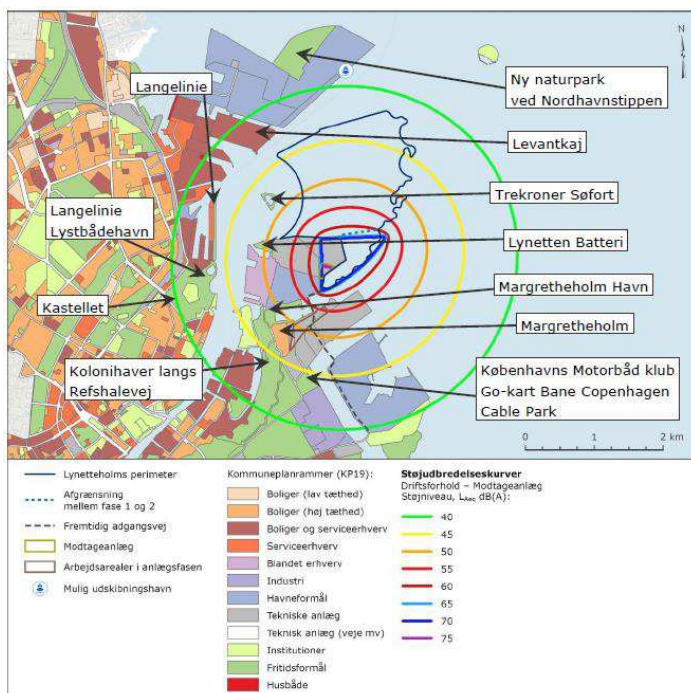 N
Langelinie
Ny naturpark
ved Nordhavnstippen
Levantkaj
Trekroner Søfort
Langelinie
Lystbådehavn
Lynetten Batteri
Margretheholm Havn
Kastellet
Margretheholm
Kolonihaver langs
Refshalevej
Københavns Motorbåd klub
Go-kart Bane Copenhagen
Cable Park
0 1 2 km
Lynetteholms perimeter
Afgrænsning
mellem fase 1 og 2
Fremtidig adgangsvej
Modtageanlæg
Arbejdsarealer i anlægsfasen
Mulig udskibningshavn
Kommuneplanrammer (KP19):
Boliger (lav tæthed)
Boliger (høj tæthed)
Boliger og serviceerhverv
Serviceerhverv
Blandet erhverv
Industri
Havneformål
Tekniske anlæg
Teknisk anlæg (veje mv)
Institutioner
Fritidsformål
Husbåde
Støjudbredelseskurver
Driftsforhold – Modtageanlæg
Støjniveau, LAeq dB(A):
40
45
50
55
60
65
70
75